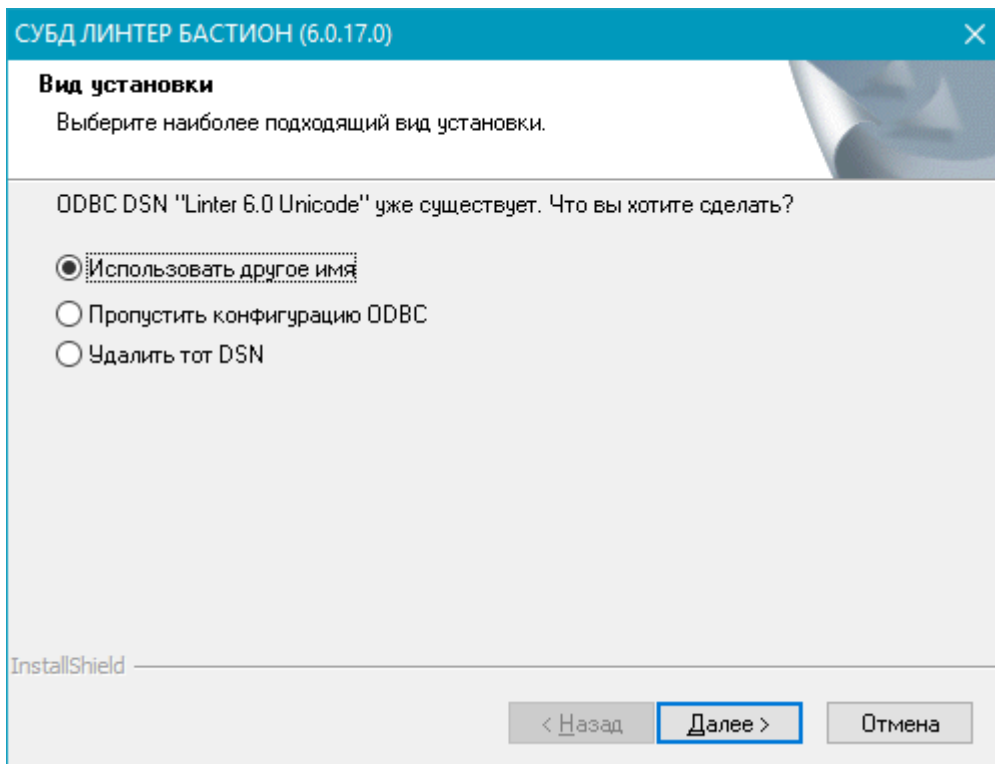 СУБД ЛИНТЕР БАСТИОН (6.0.17.0)
Вид установки
Выберите наиболее подходящий вид установки.
ODBC DSN "Linter 6.0 Unicode" уже существует. Что вы хотите сделать?
Использовать другое имя
Пропустить конфигурацию ODBC
Удалить тот DSN
InstallShield
< Назад
Далее >
Отмена